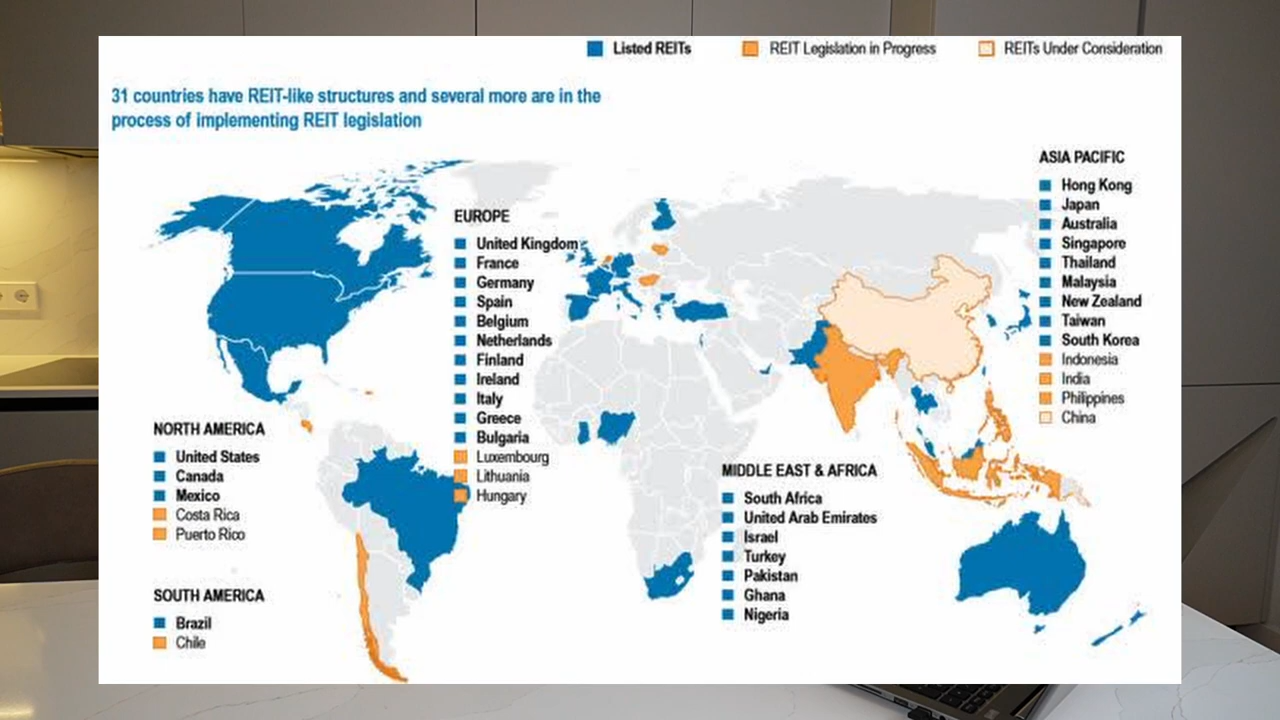 Listed REITs
REIT Legislation in Progress
REITs Under Consideration
31 countries have REIT-like structures and several more are in the
process of implementing REIT legislation
NORTH AMERICA
United States
Canada
Mexico
Costa Rica
Puerto Rico
SOUTH AMERICA
Brazil
Chile
EUROPE
United Kingdom
France
Germany
Spain
Belgium
Netherlands
Finland
Ireland
Italy
Greece
Bulgaria
Luxembourg
Lithuania
Hungary
MIDDLE EAST & AFRICA
South Africa
United Arab Emirates
Israel
Turkey
Pakistan
Ghana
Nigeria
ASIA PACIFIC
Hong Kong
Japan
Australia
Singapore
Thailand
Malaysia
New Zealand
Taiwan
South Korea
Indonesia
India
Philippines
China